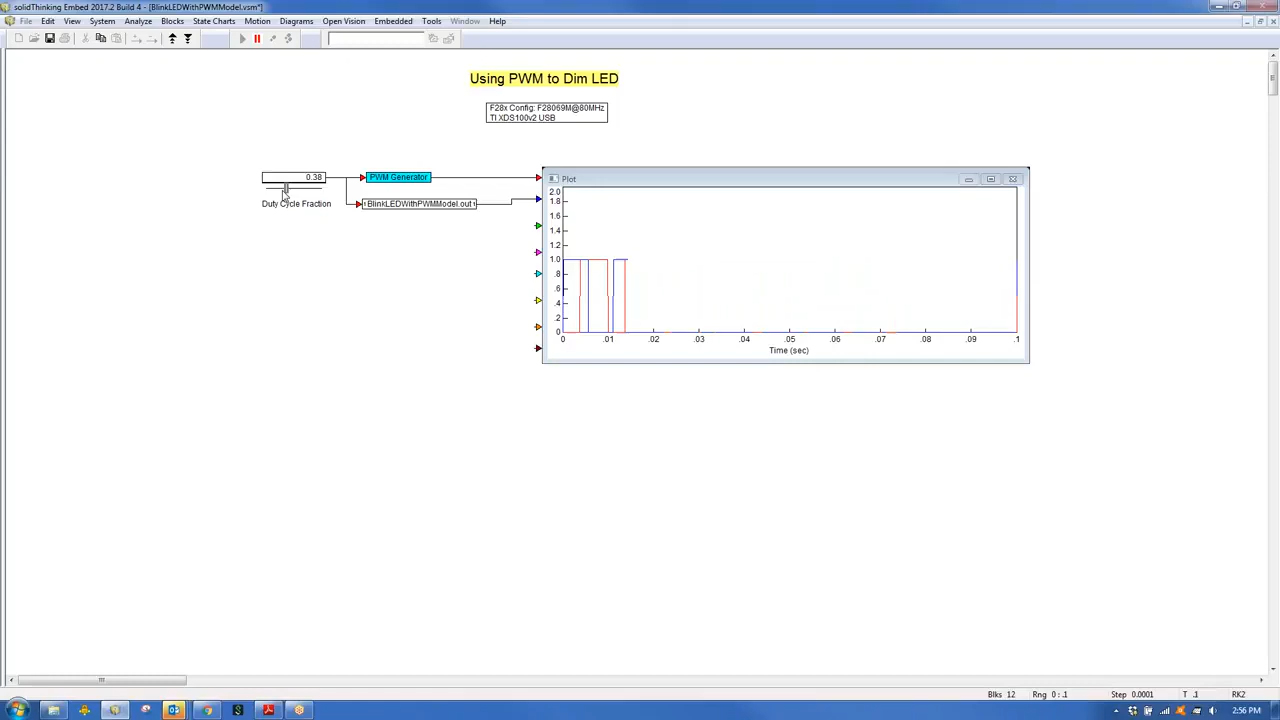 solidThinking Embed 2017.2 Build 4 - [BlinkLEDWithPWMModel.vsm*]
File Edit View System Analyze Blocks State Charts Motion Diagrams Open Vision Embedded Tools Window Help
Using PWM to Dim LED
F28x Config: F28069M@80MHz
TI XDS100v2 USB
0.38
PWM Generator
Plot
Duty Cycle Fraction
BlinkLEDWithPWMModel.out
2.0
1.8
1.6
1.4
1.2
1.0
.8
.6
.4
.2
0
0 .01 .02 .03 .04 .05 .06 .07 .08 .09 .1
Time (sec)
Blks 12 Rng 0:.1 Step 0.0001 T .1 RK2
2:56 PM